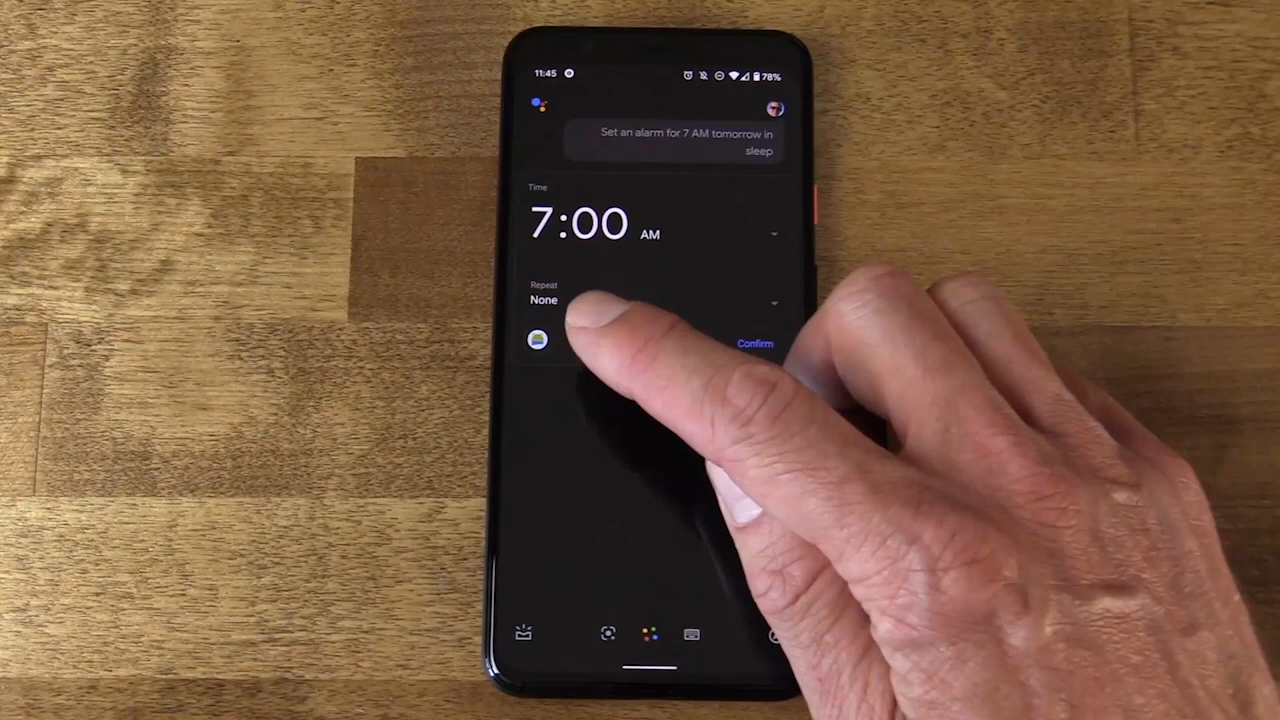 11:45
78%
Set an alarm for 7 AM tomorrow in
sleep
Time
7:00 AM
Repeat
None
Confirm